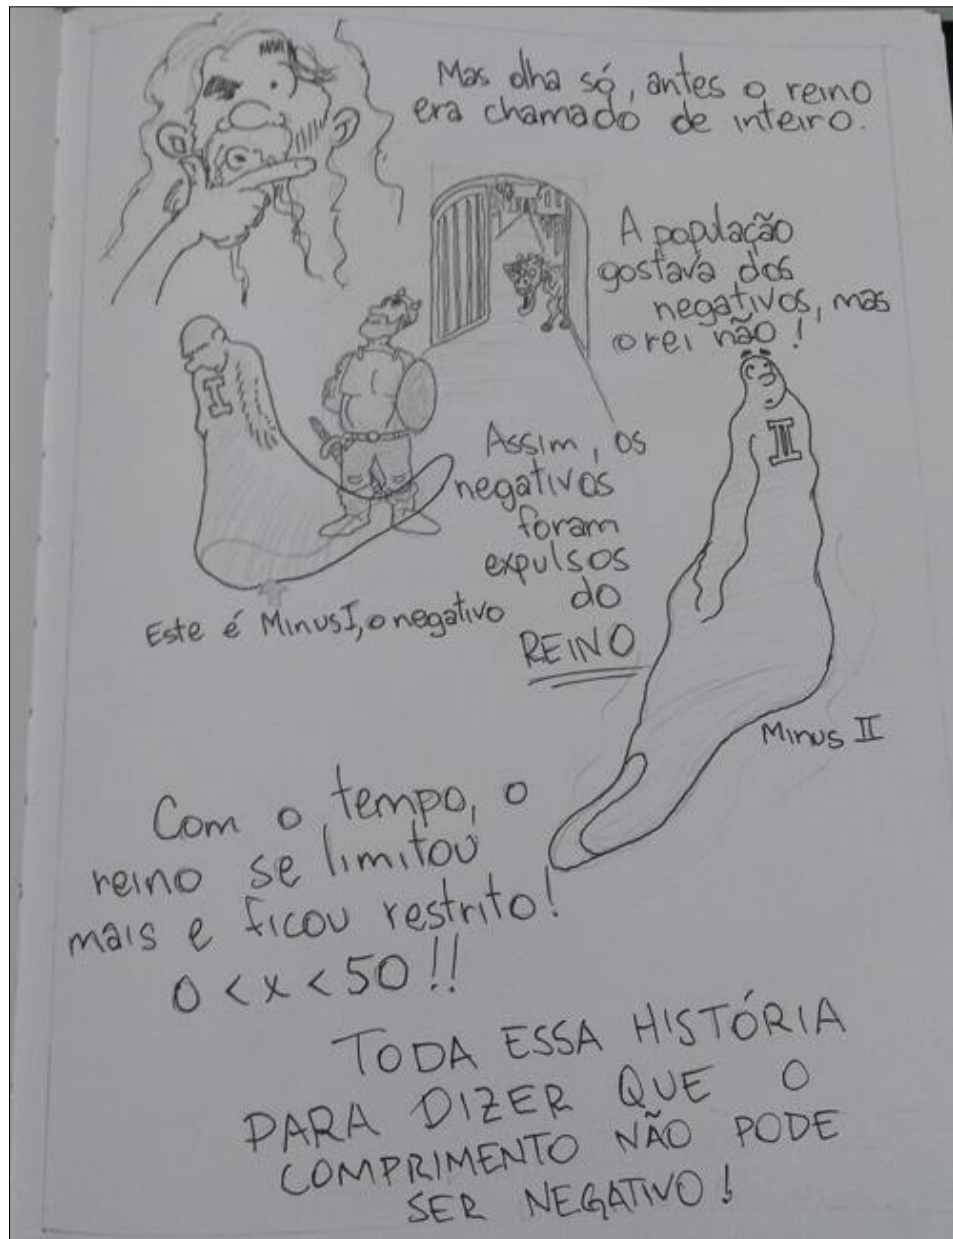 Mas olha só, antes o reino
era chamado de inteiro.
A população
gostava dos
negativos, mas
o rei não!
I
II
Assim, os
negativos
foram
expulsos
do
REINO
Este é Minus I, o negativo
Minus II
Com o tempo, o
reino se limitou
mais e ficou restrito!
0 < x < 50!!
TODA ESSA HISTÓRIA
PARA DIZER QUE O
COMPRIMENTO NÃO PODE
SER NEGATIVO!